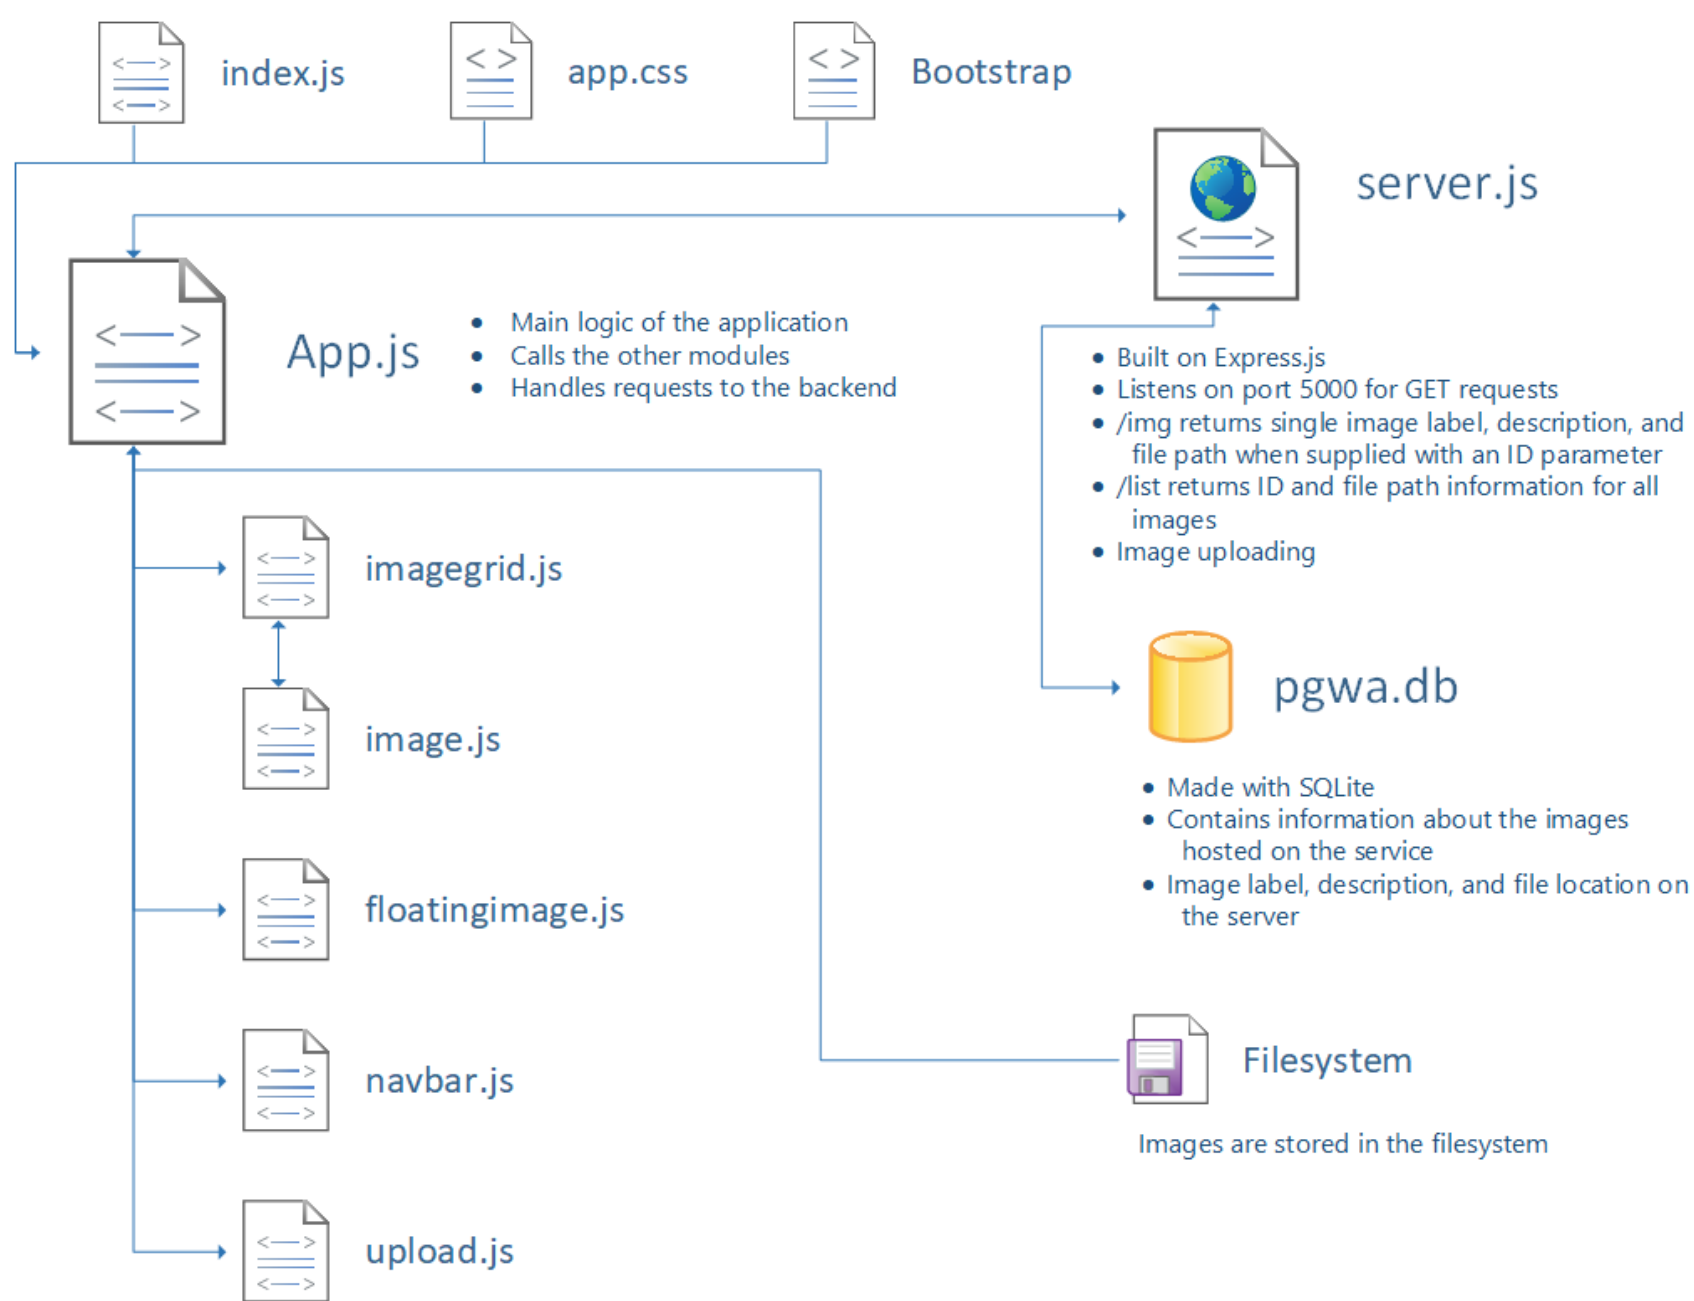 index.js
app.css
Bootstrap
server.js
App.js
• Main logic of the application
• Calls the other modules
• Handles requests to the backend
• Built on Express.js
• Listens on port 5000 for GET requests
• /img returns single image label, description, and
file path when supplied with an ID parameter
• /list returns ID and file path information for all
images
• Image uploading
imagegrid.js
image.js
pgwa.db
• Made with SQLite
• Contains information about the images
hosted on the service
• Image label, description, and file location on
the server
floatingimage.js
navbar.js
Filesystem
Images are stored in the filesystem
upload.js